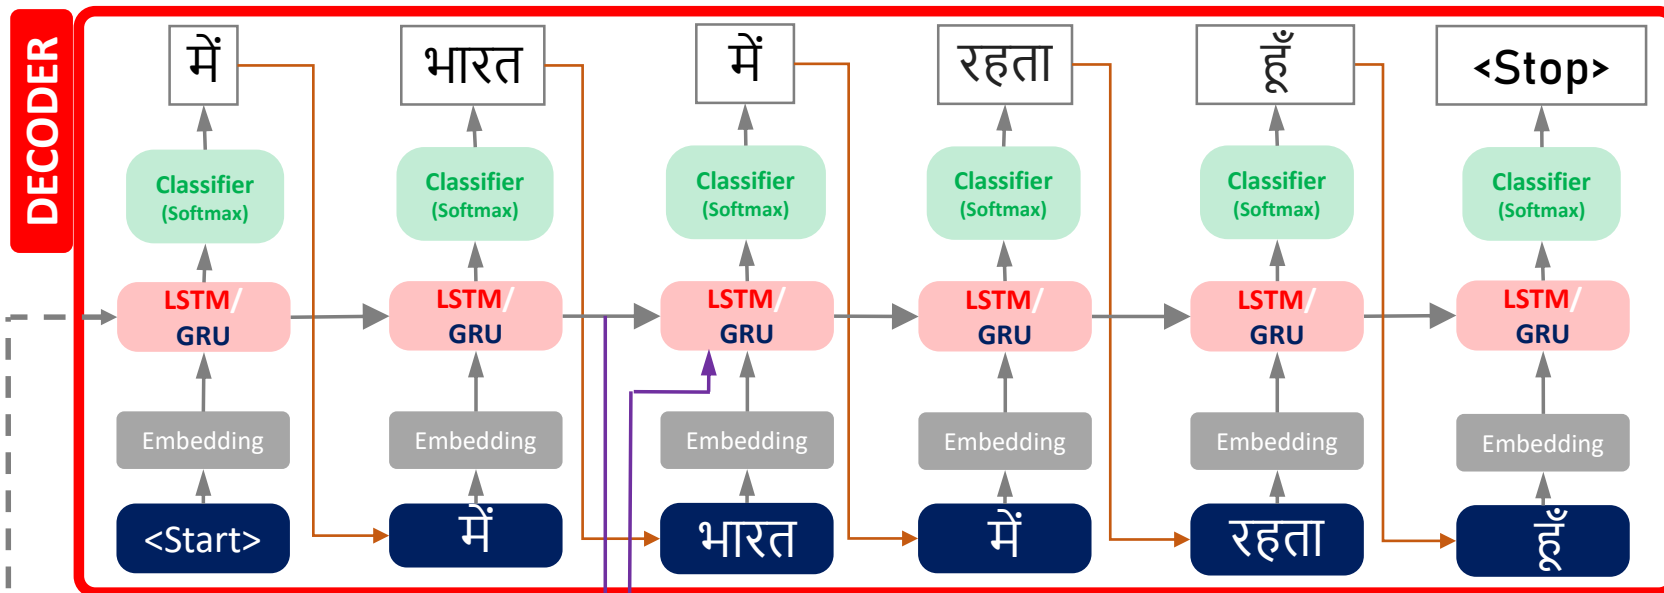 DECODER
में
भारत
में
रहता
हूँ
<Stop>
Classifier
(Softmax)
Classifier
(Softmax)
Classifier
(Softmax)
Classifier
(Softmax)
Classifier
(Softmax)
Classifier
(Softmax)
LSTM/
GRU
LSTM/
GRU
LSTM/
GRU
LSTM/
GRU
LSTM/
GRU
LSTM/
GRU
Embedding
Embedding
Embedding
Embedding
Embedding
Embedding
<Start>
में
भारत
में
रहता
हूँ